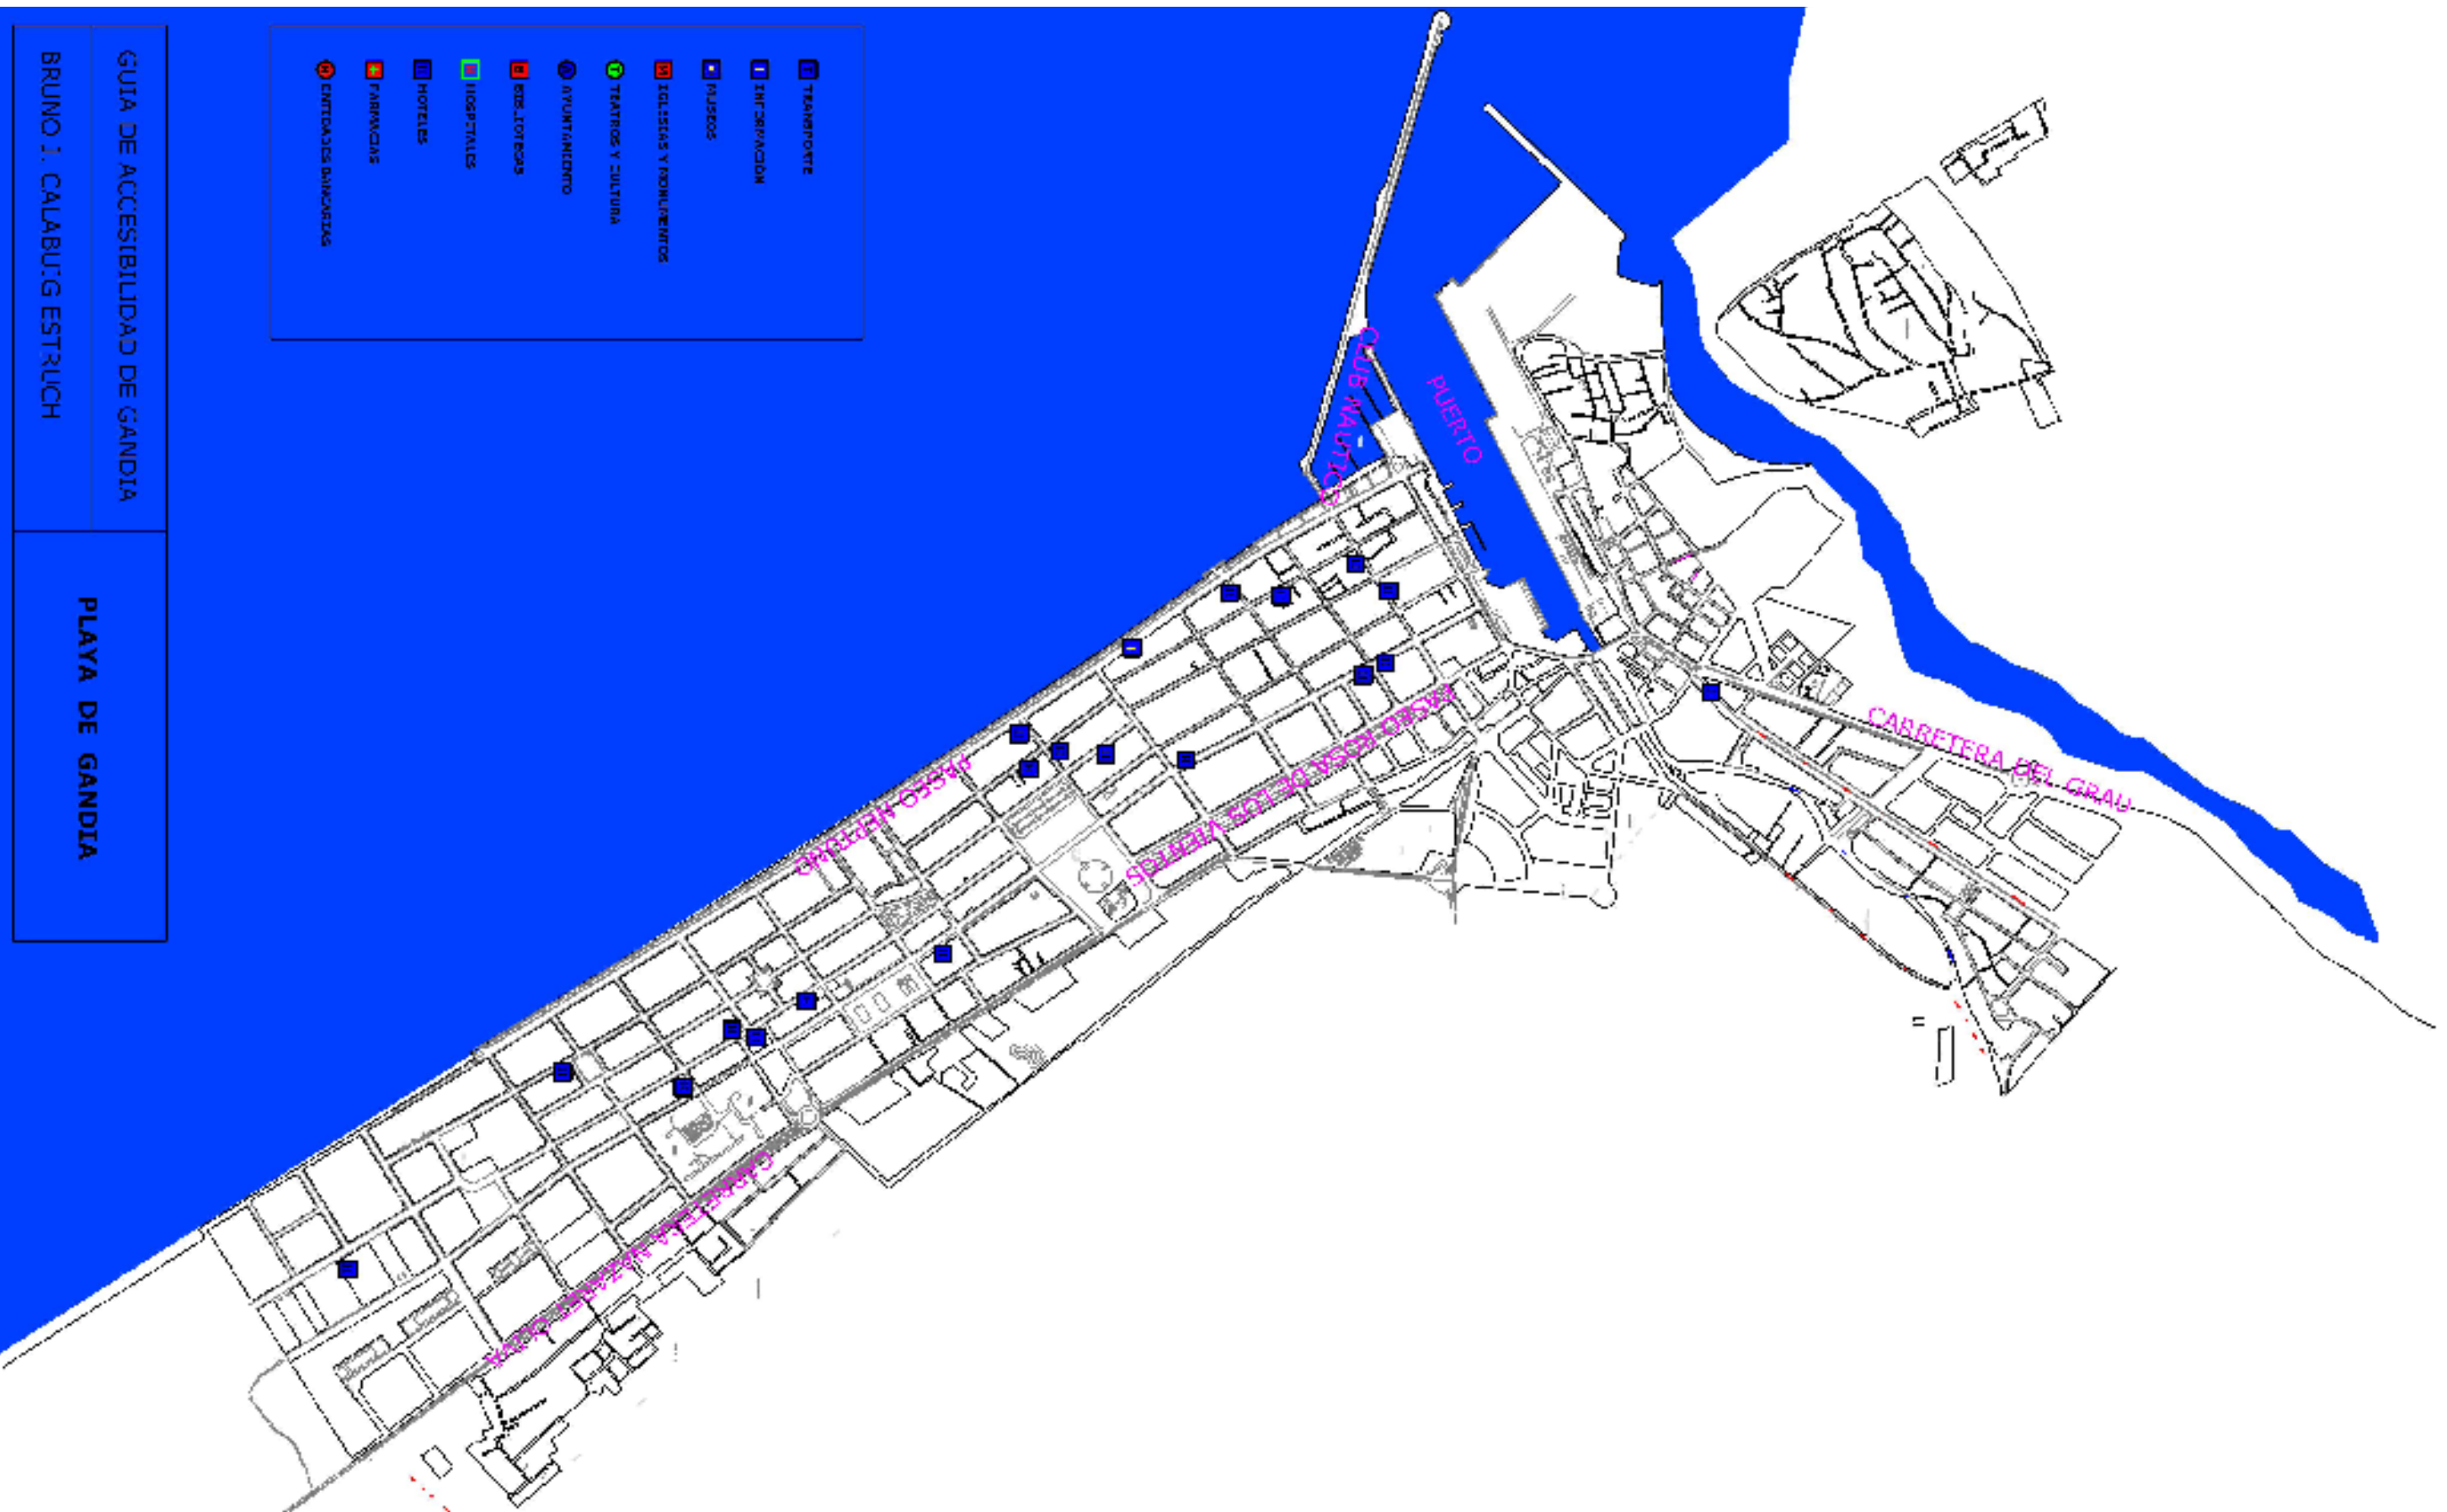 GUIA DE ACCESIBILIDAD DE GANDIA
BRUNO J. CALABUIG ESTRUCH
PLAYA DE GANDIA
T TRANSPORTE
I INFORMACIÓN
MUSEOS
M IGLESIAS Y MONUMENTOS
T TEATROS Y CULTURA
A AYUNTAMIENTO
B BIBLIOTECAS
H HOSPITALES
H HOTELES
FARMACIAS
ENTIDADES BANCARIAS
CLUB NAUTICO
PUERTO
CARRETERA DEL GRAU
PASEO ROSA DE LOS VIENTOS
PASEO NEPTUNO
CARRETERA NAZARET OLIVA